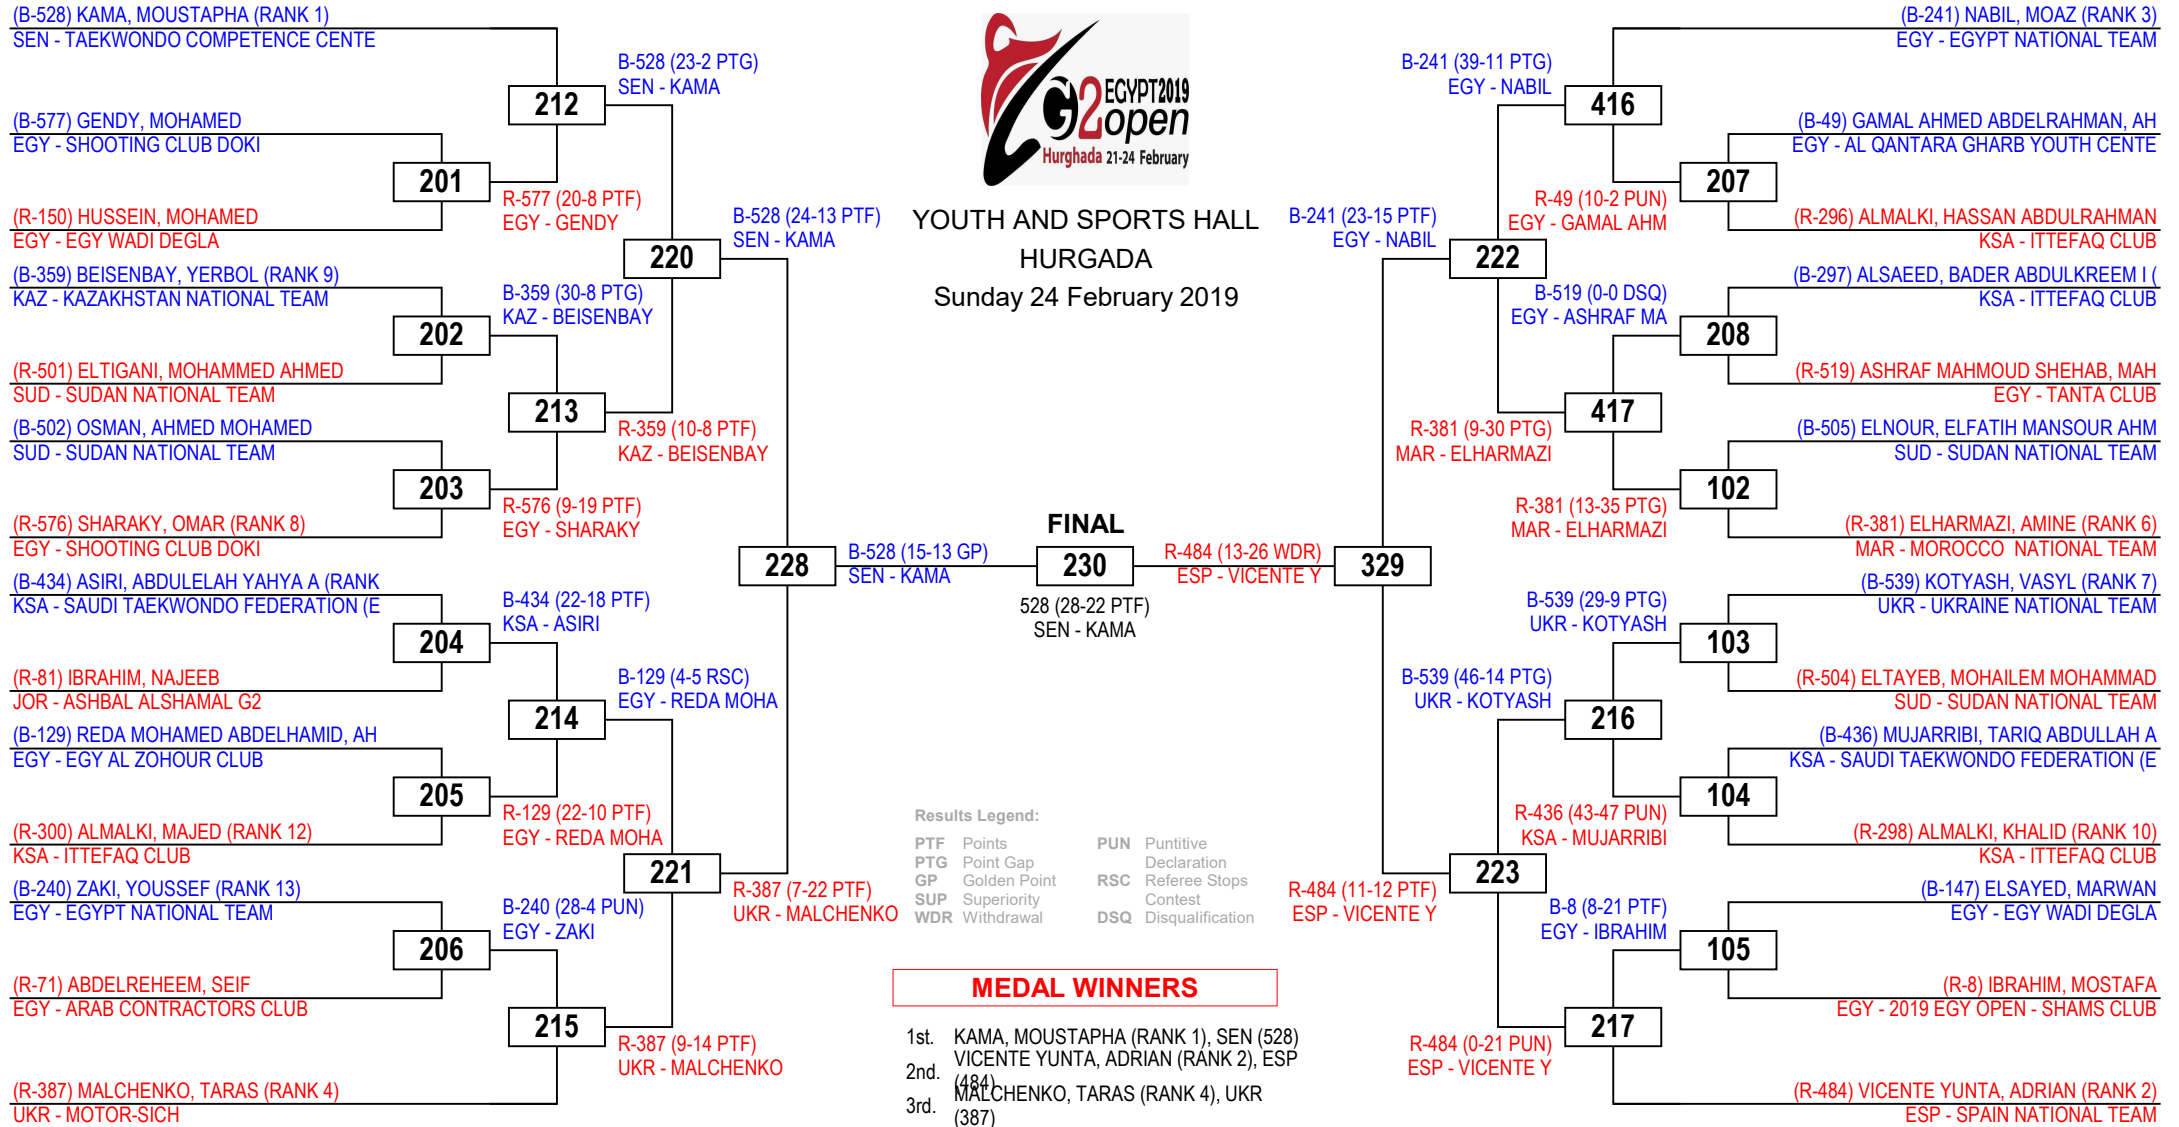 (B-528) KAMA, MOUSTAPHA (RANK 1)
SEN - TAEKWONDO COMPETENCE CENTE
(B-577) GENDY, MOHAMED
EGY - SHOOTING CLUB DOKI
(R-150) HUSSEIN, MOHAMED
EGY - EGY WADI DEGLA
(B-359) BEISENBAY, YERBOL (RANK 9)
KAZ - KAZAKHSTAN NATIONAL TEAM
(R-501) ELTIGANI, MOHAMMED AHMED
SUD - SUDAN NATIONAL TEAM
(B-502) OSMAN, AHMED MOHAMED
SUD - SUDAN NATIONAL TEAM
(R-576) SHARAKY, OMAR (RANK 8)
EGY - SHOOTING CLUB DOKI
(B-434) ASIRI, ABDULELAH YAHYA A (RANK
KSA - SAUDI TAEKWONDO FEDERATION (E
(R-81) IBRAHIM, NAJEEB
JOR - ASHBAL ALSHAMAL G2
(B-129) REDA MOHAMED ABDELHAMID, AH
EGY - EGY AL ZOHOUR CLUB
(R-300) ALMALKI, MAJED (RANK 12)
KSA - ITTEFAQ CLUB
(B-240) ZAKI, YOUSSEF (RANK 13)
EGY - EGYPT NATIONAL TEAM
(R-71) ABDELREHEEM, SEIF
EGY - ARAB CONTRACTORS CLUB
(R-387) MALCHENKO, TARAS (RANK 4)
UKR - MOTOR-SICH
201
202
203
204
205
206
R-577 (20-8 PTF)
EGY - GENDY
B-359 (30-8 PTG)
KAZ - BEISENBAY
R-576 (9-19 PTF)
EGY - SHARAKY
B-434 (22-18 PTF)
KSA - ASIRI
R-129 (22-10 PTF)
EGY - REDA MOHA
B-240 (28-4 PUN)
EGY - ZAKI
212
213
214
215
B-528 (23-2 PTG)
SEN - KAMA
R-359 (10-8 PTF)
KAZ - BEISENBAY
B-129 (4-5 RSC)
EGY - REDA MOHA
R-387 (9-14 PTF)
UKR - MALCHENKO
220
221
B-528 (24-13 PTF)
SEN - KAMA
R-387 (7-22 PTF)
UKR - MALCHENKO
228
B-528 (15-13 GP)
SEN - KAMA
G2 EGYPT2019
open
Hurghada 21-24 February
YOUTH AND SPORTS HALL
HURGADA
Sunday 24 February 2019
FINAL
230
528 (28-22 PTF)
SEN - KAMA
R-484 (13-26 WDR)
ESP - VICENTE Y
329
B-241 (23-15 PTF)
EGY - NABIL
R-484 (11-12 PTF)
ESP - VICENTE Y
222
223
B-241 (39-11 PTG)
EGY - NABIL
R-381 (9-30 PTG)
MAR - ELHARMAZI
B-539 (46-14 PTG)
UKR - KOTYASH
R-484 (0-21 PUN)
ESP - VICENTE Y
416
417
216
217
R-49 (10-2 PUN)
EGY - GAMAL AHM
B-519 (0-0 DSQ)
EGY - ASHRAF MA
R-381 (13-35 PTG)
MAR - ELHARMAZI
B-539 (29-9 PTG)
UKR - KOTYASH
R-436 (43-47 PUN)
KSA - MUJARRIBI
B-8 (8-21 PTF)
EGY - IBRAHIM
207
208
102
103
104
105
(B-241) NABIL, MOAZ (RANK 3)
EGY - EGYPT NATIONAL TEAM
(B-49) GAMAL AHMED ABDELRAHMAN, AH
EGY - AL QANTARA GHARB YOUTH CENTE
(R-296) ALMALKI, HASSAN ABDULRAHMAN
KSA - ITTEFAQ CLUB
(B-297) ALSAEED, BADER ABDULKREEM I (
KSA - ITTEFAQ CLUB
(R-519) ASHRAF MAHMOUD SHEHAB, MAH
EGY - TANTA CLUB
(B-505) ELNOUR, ELFATIH MANSOUR AHM
SUD - SUDAN NATIONAL TEAM
(R-381) ELHARMAZI, AMINE (RANK 6)
MAR - MOROCCO NATIONAL TEAM
(B-539) KOTYASH, VASYL (RANK 7)
UKR - UKRAINE NATIONAL TEAM
(R-504) ELTAYEB, MOHAILEM MOHAMMAD
SUD - SUDAN NATIONAL TEAM
(B-436) MUJARRIBI, TARIQ ABDULLAH A
KSA - SAUDI TAEKWONDO FEDERATION (E
(R-298) ALMALKI, KHALID (RANK 10)
KSA - ITTEFAQ CLUB
(B-147) ELSAYED, MARWAN
EGY - EGY WADI DEGLA
(R-8) IBRAHIM, MOSTAFA
EGY - 2019 EGY OPEN - SHAMS CLUB
(R-484) VICENTE YUNTA, ADRIAN (RANK 2)
ESP - SPAIN NATIONAL TEAM
Results Legend:
PTF Points
PTG Point Gap
GP Golden Point
SUP Superiority
WDR Withdrawal
PUN Puntitive
Declaration
RSC Referee Stops
Contest
DSQ Disqualification
MEDAL WINNERS
1st. KAMA, MOUSTAPHA (RANK 1), SEN (528)
2nd. VICENTE YUNTA, ADRIAN (RANK 2), ESP
(484)
3rd. MALCHENKO, TARAS (RANK 4), UKR
(387)